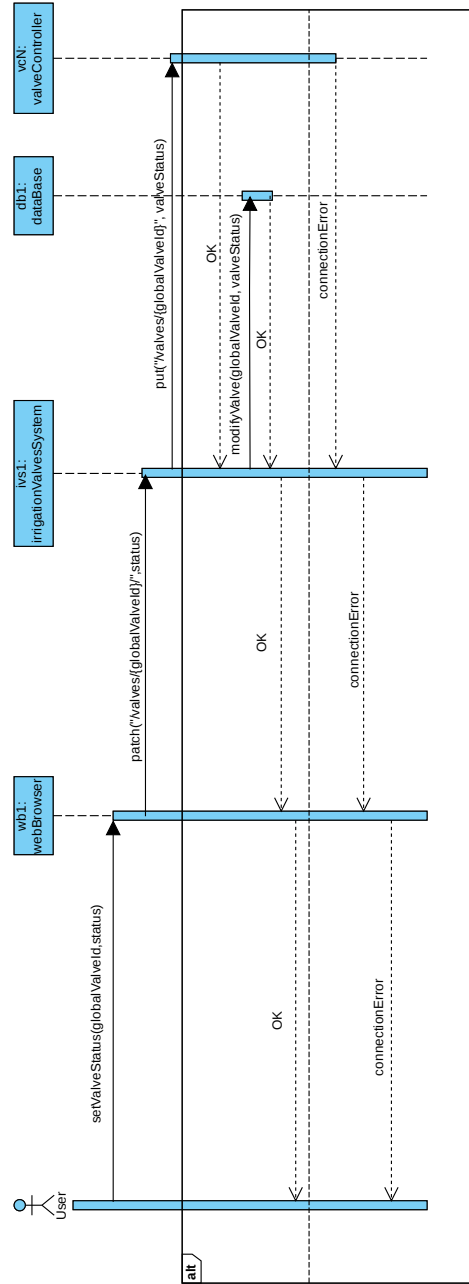 User
wb1:
webBrowser
ivs1:
irrigationValvesSystem
db1:
dataBase
vcN:
valveController
setValveStatus(globalValveId,status)
patch("/valves/{globalValveId}/",status)
put("/valves/{globalValveId}", valveStatus)
alt
OK
modifyValve(globalValveId, valveStatus)
OK
OK
OK
connectionError
connectionError
connectionError